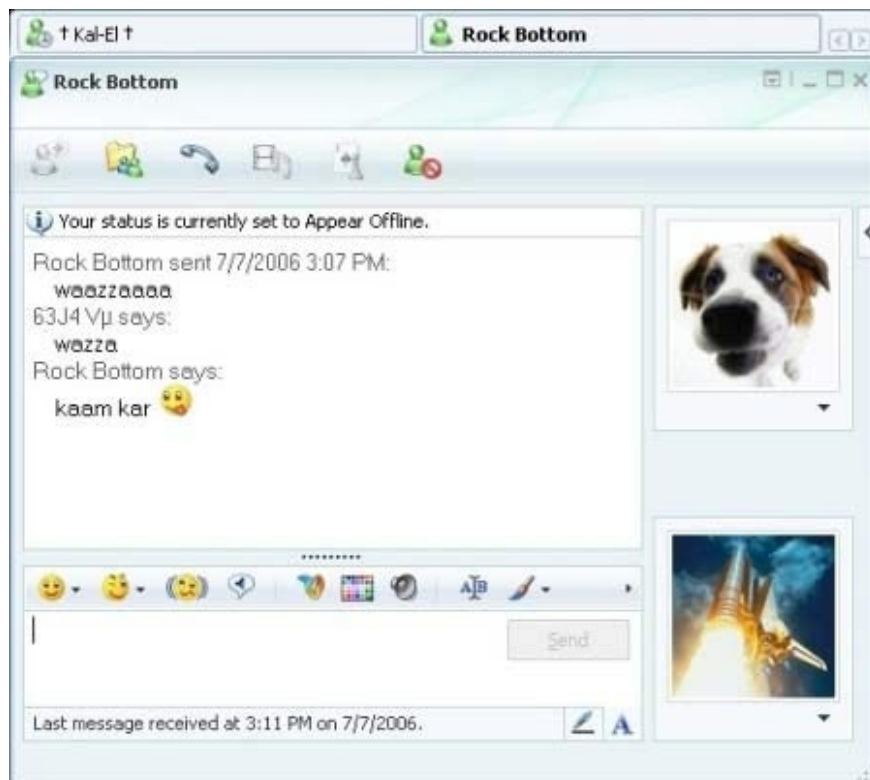 † Kal-El †
Rock Bottom
Rock Bottom
Your status is currently set to Appear Offline.
Rock Bottom sent 7/7/2006 3:07 PM:
waazzaaaa
63J4 Vµ says:
wazza
Rock Bottom says:
kaam kar
Send
Last message received at 3:11 PM on 7/7/2006.